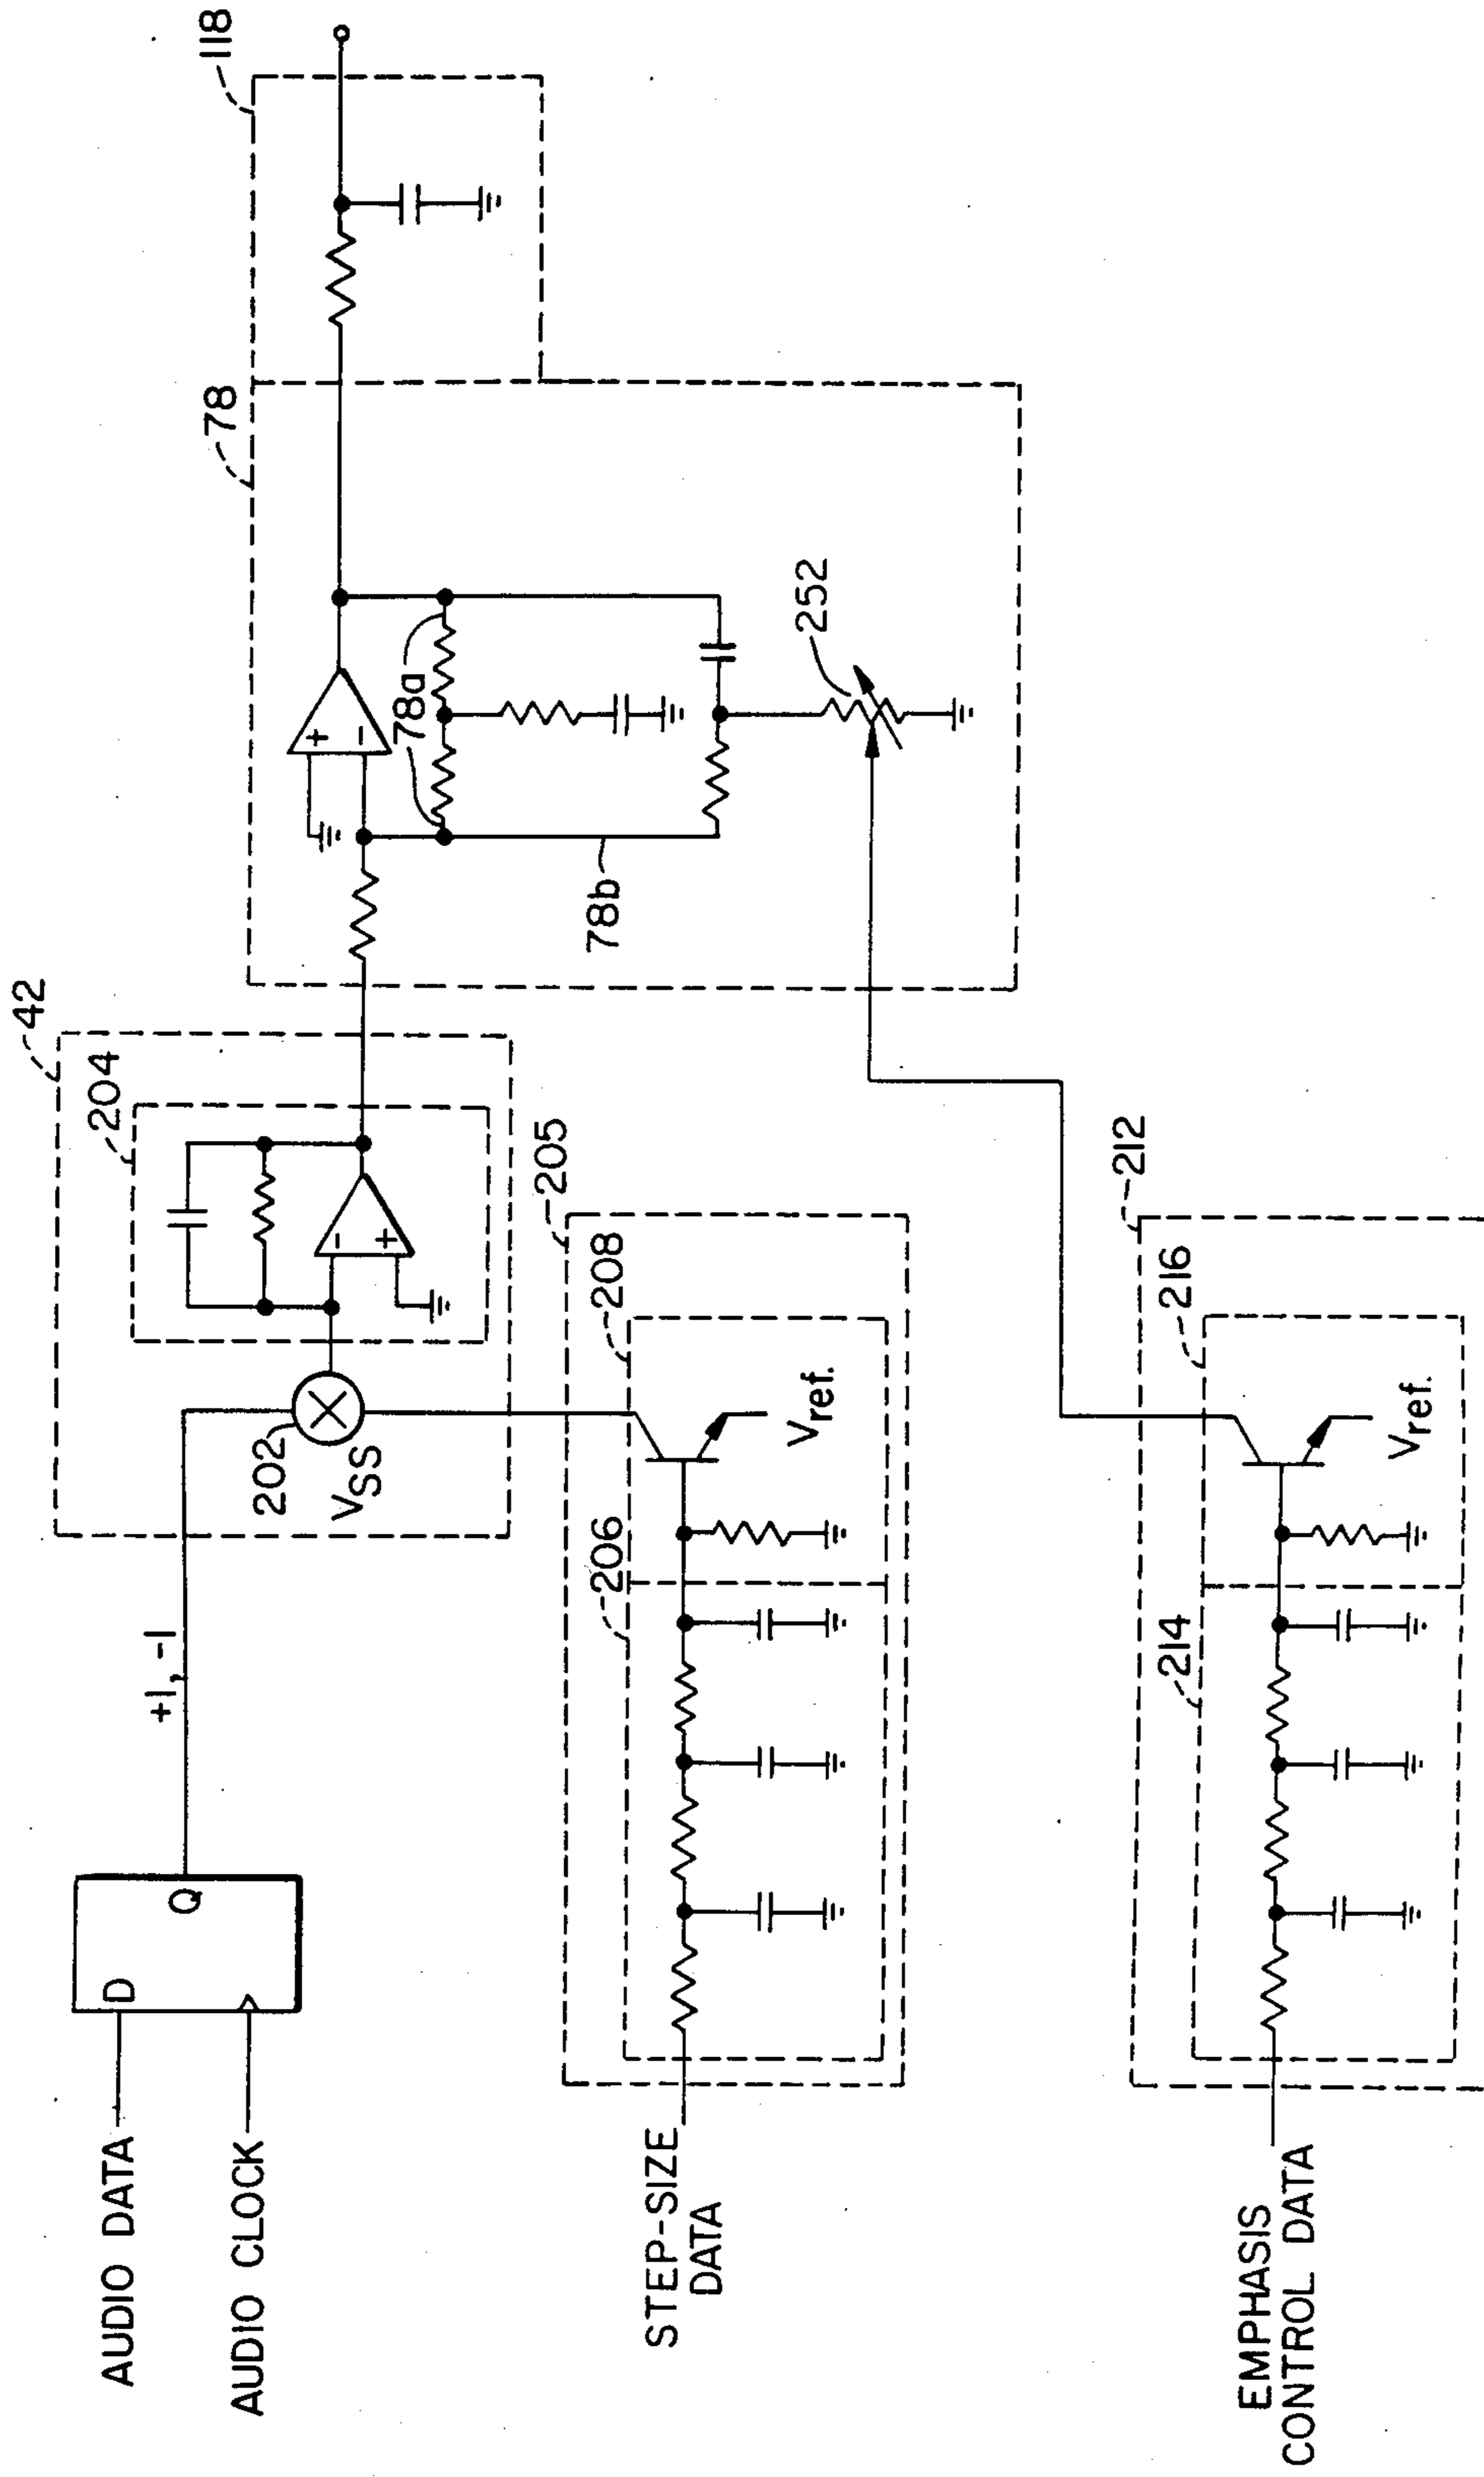 AUDIO DATA
AUDIO CLOCK
D
Q
+1, -1
42
204
-
+
202
VSS
78
118
+
-
78a
78b
252
STEP-SIZE
DATA
205
206
208
Vref.
EMPHASIS
CONTROL DATA
212
214
216
Vref.